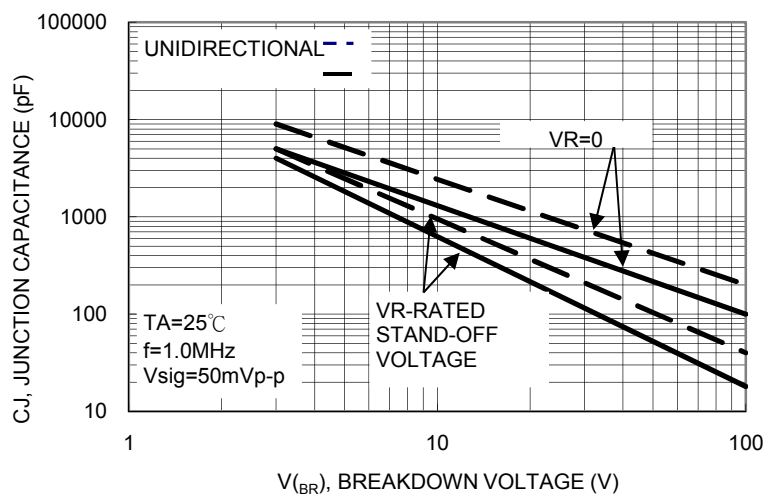 100000
UNIDIRECTIONAL
10000
VR=0
1000
100
VR-RATED
STAND-OFF
VOLTAGE
TA=25℃
f=1.0MHz
Vsig=50mVp-p
10
1
10
100
CJ, JUNCTION CAPACITANCE (pF)
V(BR), BREAKDOWN VOLTAGE (V)